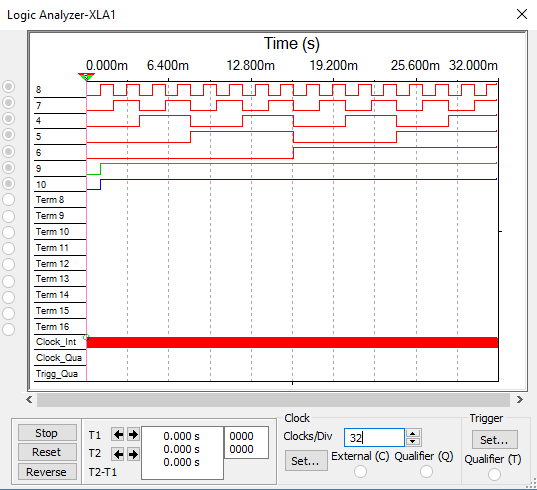 Logic Analyzer-XLA1
Time (s)
0.000m 6.400m 12.800m 19.200m 25.600m 32.000m
8
7
4
5
6
9
10
Term 8
Term 9
Term 10
Term 11
Term 12
Term 13
Term 14
Term 15
Term 16
Clock_Int
Clock_Qua
Trigg_Qua
Stop
Reset
Reverse
T1
T2
T2-T1
0.000 s 0000
0.000 s 0000
0.000 s
Clock
Clocks/Div 32
Set... External (C) Qualifier (Q)
Trigger
Set...
Qualifier (T)